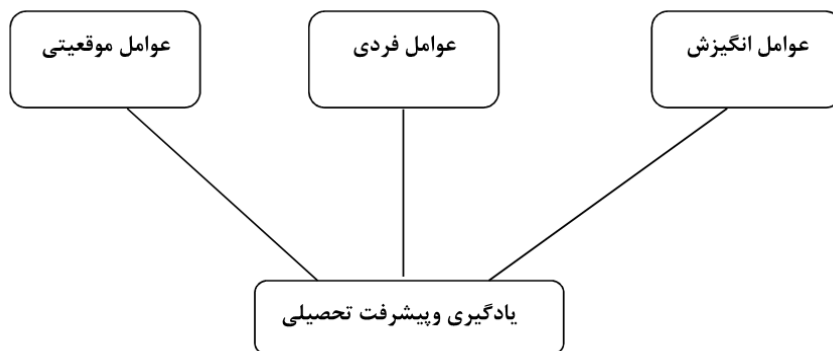 عوامل انگیزش
عوامل فردی
عوامل موقعیتی
یادگیری وپیشرفت تحصیلی